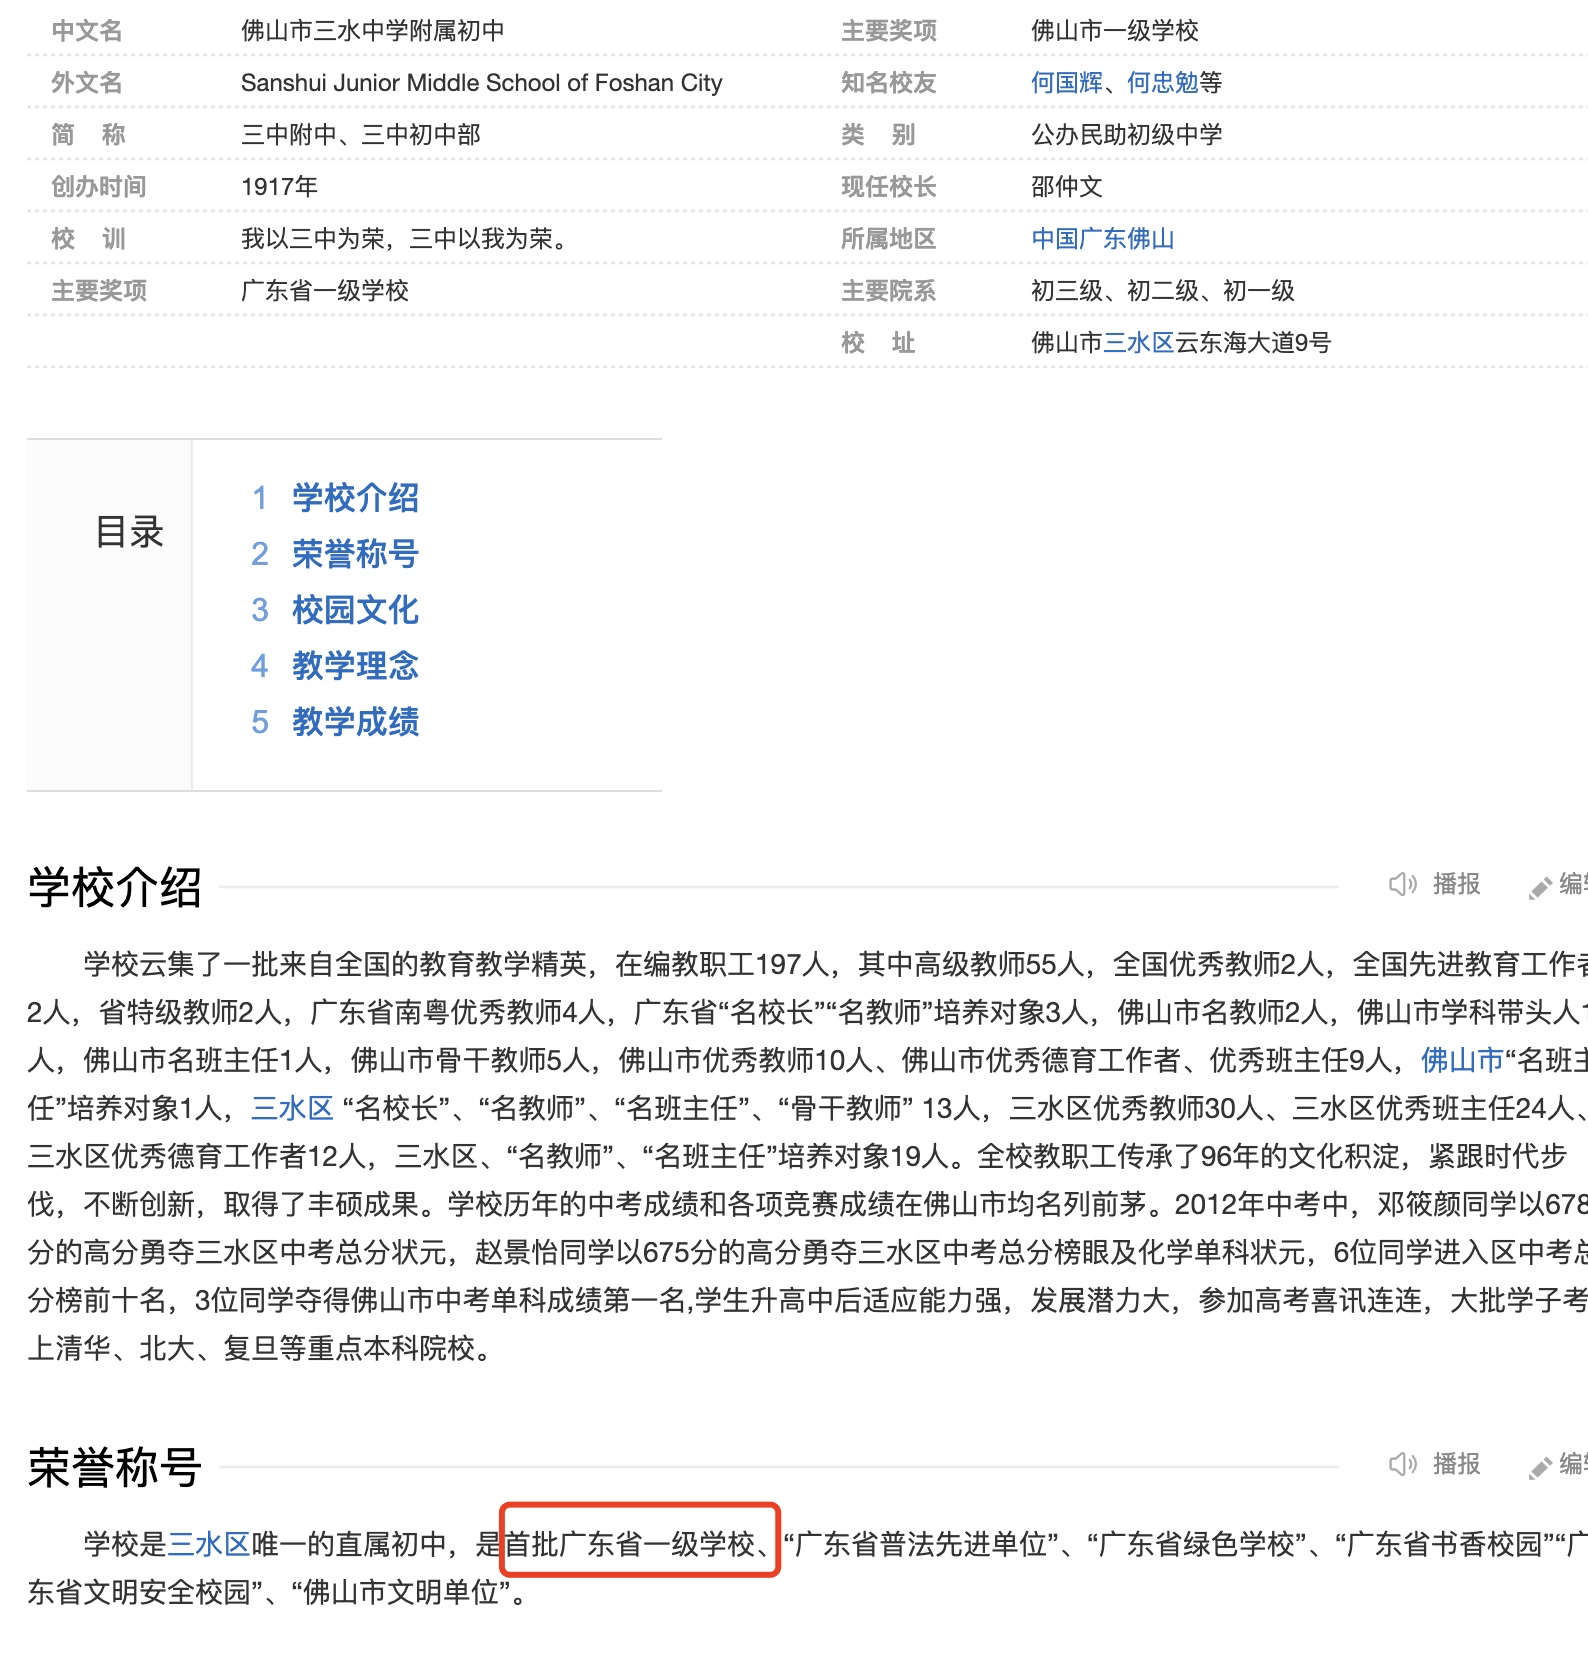 中文名 佛山市三水中学附属初中 主要奖项 佛山市一级学校
外文名 Sanshui Junior Middle School of Foshan City 知名校友 何国辉、何忠勉等
简 称 三中附中、三中初中部 类 别 公办民助初级中学
创办时间 1917年 现任校长 邵仲文
校 训 我以三中为荣，三中以我为荣。 所属地区 中国广东佛山
主要奖项 广东省一级学校 主要院系 初三级、初二级、初一级
校 址 佛山市三水区云东海大道9号
目录
1 学校介绍
2 荣誉称号
3 校园文化
4 教学理念
5 教学成绩
学校介绍 播报 编辑
学校云集了一批来自全国的教育教学精英，在编教职工197人，其中高级教师55人，全国优秀教师2人，全国先进教育工作者
2人，省特级教师2人，广东省南粤优秀教师4人，广东省“名校长”“名教师”培养对象3人，佛山市名教师2人，佛山市学科带头人1
人，佛山市名班主任1人，佛山市骨干教师5人，佛山市优秀教师10人、佛山市优秀德育工作者、优秀班主任9人，佛山市“名班主
任”培养对象1人，三水区 “名校长”、“名教师”、“名班主任”、“骨干教师” 13人，三水区优秀教师30人、三水区优秀班主任24人、
三水区优秀德育工作者12人，三水区、“名教师”、“名班主任”培养对象19人。全校教职工传承了96年的文化积淀，紧跟时代步
伐，不断创新，取得了丰硕成果。学校历年的中考成绩和各项竞赛成绩在佛山市均名列前茅。2012年中考中，邓筱颜同学以678
分的高分勇夺三水区中考总分状元，赵景怡同学以675分的高分勇夺三水区中考总分榜眼及化学单科状元，6位同学进入区中考总
分榜前十名，3位同学夺得佛山市中考单科成绩第一名,学生升高中后适应能力强，发展潜力大，参加高考喜讯连连，大批学子考
上清华、北大、复旦等重点本科院校。
荣誉称号 播报 编辑
学校是三水区唯一的直属初中，是首批广东省一级学校、“广东省普法先进单位”、“广东省绿色学校”、“广东省书香校园”“广
东省文明安全校园”、“佛山市文明单位”。